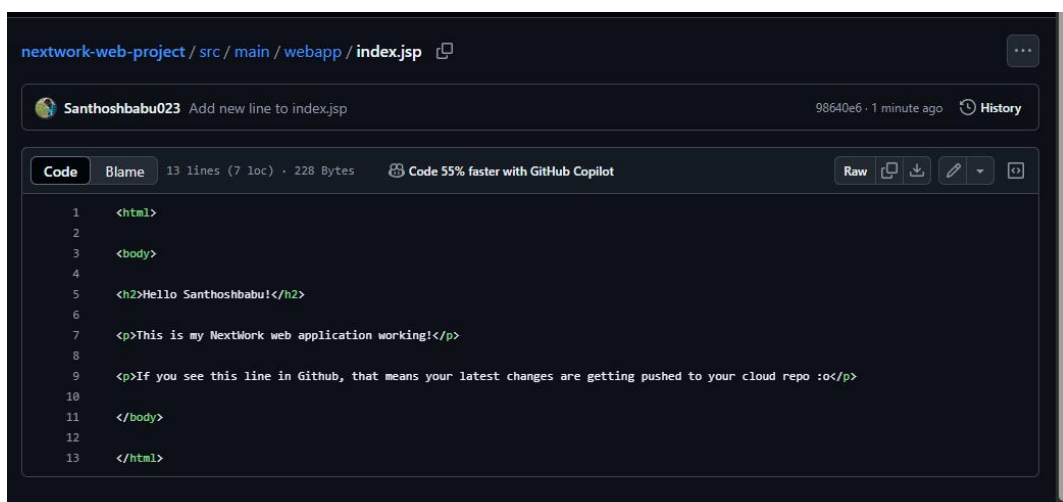 nextwork-web-project / src / main / webapp / index.jsp
Santhoshbabu023 Add new line to index.jsp 98640e6 · 1 minute ago History
Code Blame 13 lines (7 loc) · 228 Bytes Code 55% faster with GitHub Copilot Raw
1 <html>
2
3 <body>
4
5 <h2>Hello Santhoshbabu!</h2>
6
7 <p>This is my NextWork web application working!</p>
8
9 <p>If you see this line in Github, that means your latest changes are getting pushed to your cloud repo :o</p>
10
11 </body>
12
13 </html>